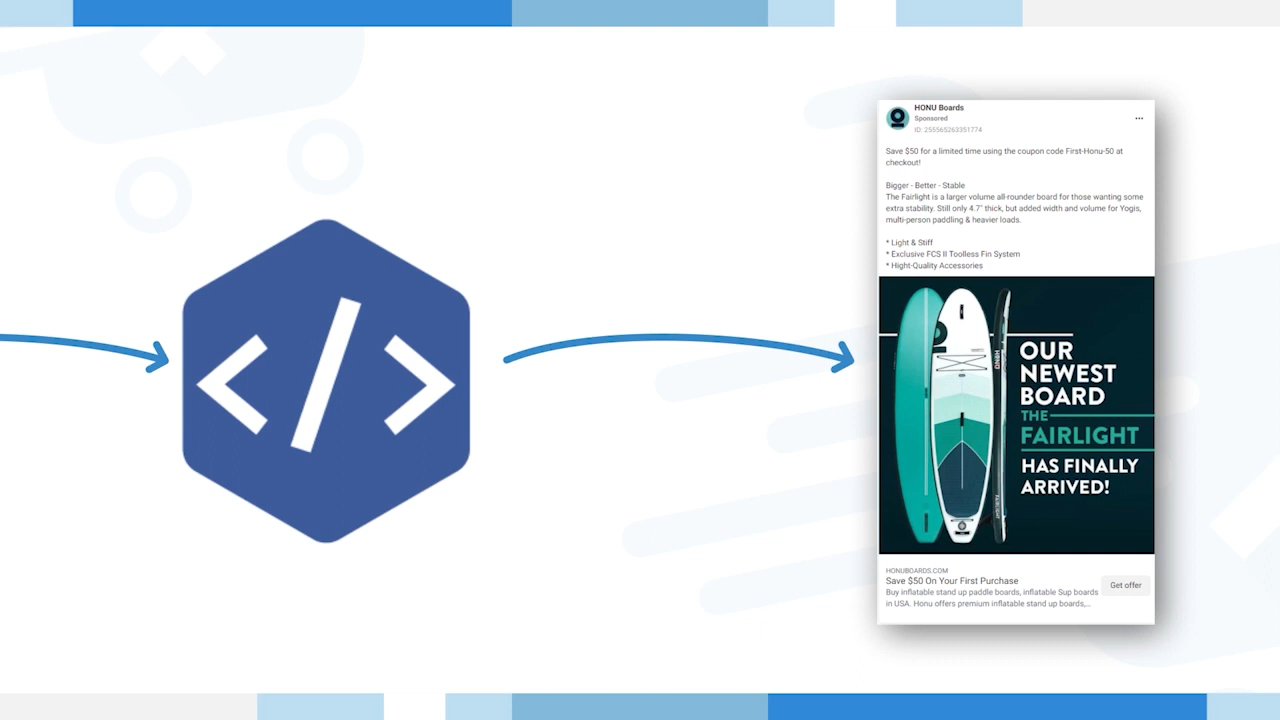 </>
HONU Boards
Sponsored
ID: 255565263351774
Save $50 for a limited time using the coupon code First-Honu-50 at
checkout!
Bigger - Better - Stable
The Fairlight is a larger volume all-rounder board for those wanting some
extra stability. Still only 4.7" thick, but added width and volume for Yogis,
multi-person paddling & heavier loads.
* Light & Stiff
* Exclusive FCS II Toolless Fin System
* Hight-Quality Accessories
HONU
FAIRLIGHT
OUR
NEWEST
BOARD
THE
FAIRLIGHT
HAS FINALLY
ARRIVED!
HONUBOARDS.COM
Save $50 On Your First Purchase
Buy inflatable stand up paddle boards, inflatable Sup boards
in USA. Honu offers premium inflatable stand up boards,...
Get offer